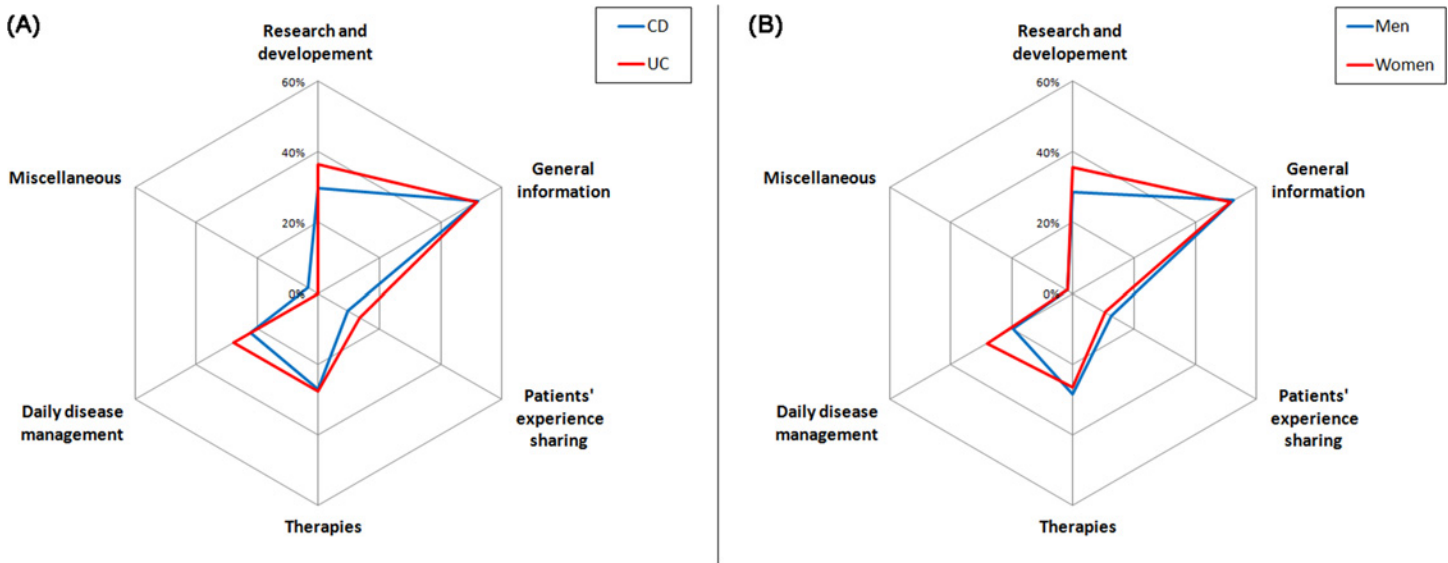 (A)
CD
UC
Research and
developement
60%
40%
20%
0%
General
information
Patients'
experience
sharing
Therapies
Daily disease
management
Miscellaneous
(B)
Men
Women
Research and
developement
60%
40%
20%
0%
General
information
Patients'
experience
sharing
Therapies
Daily disease
management
Miscellaneous